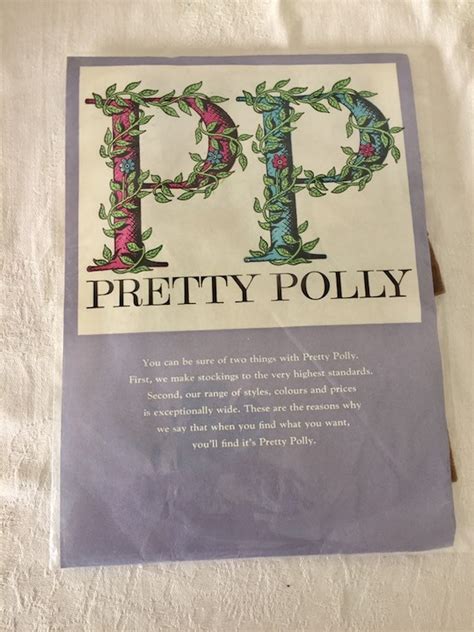 PP
PRETTY POLLY
You can be sure of two things with Pretty Polly.
First, we make stockings to the very highest standards.
Second, our range of styles, colours and prices
is exceptionally wide. These are the reasons why
we say that when you find what you want,
you'll find it's Pretty Polly.